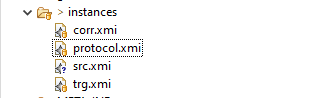 > instances
corr.xmi
protocol.xmi
src.xmi
trg.xmi